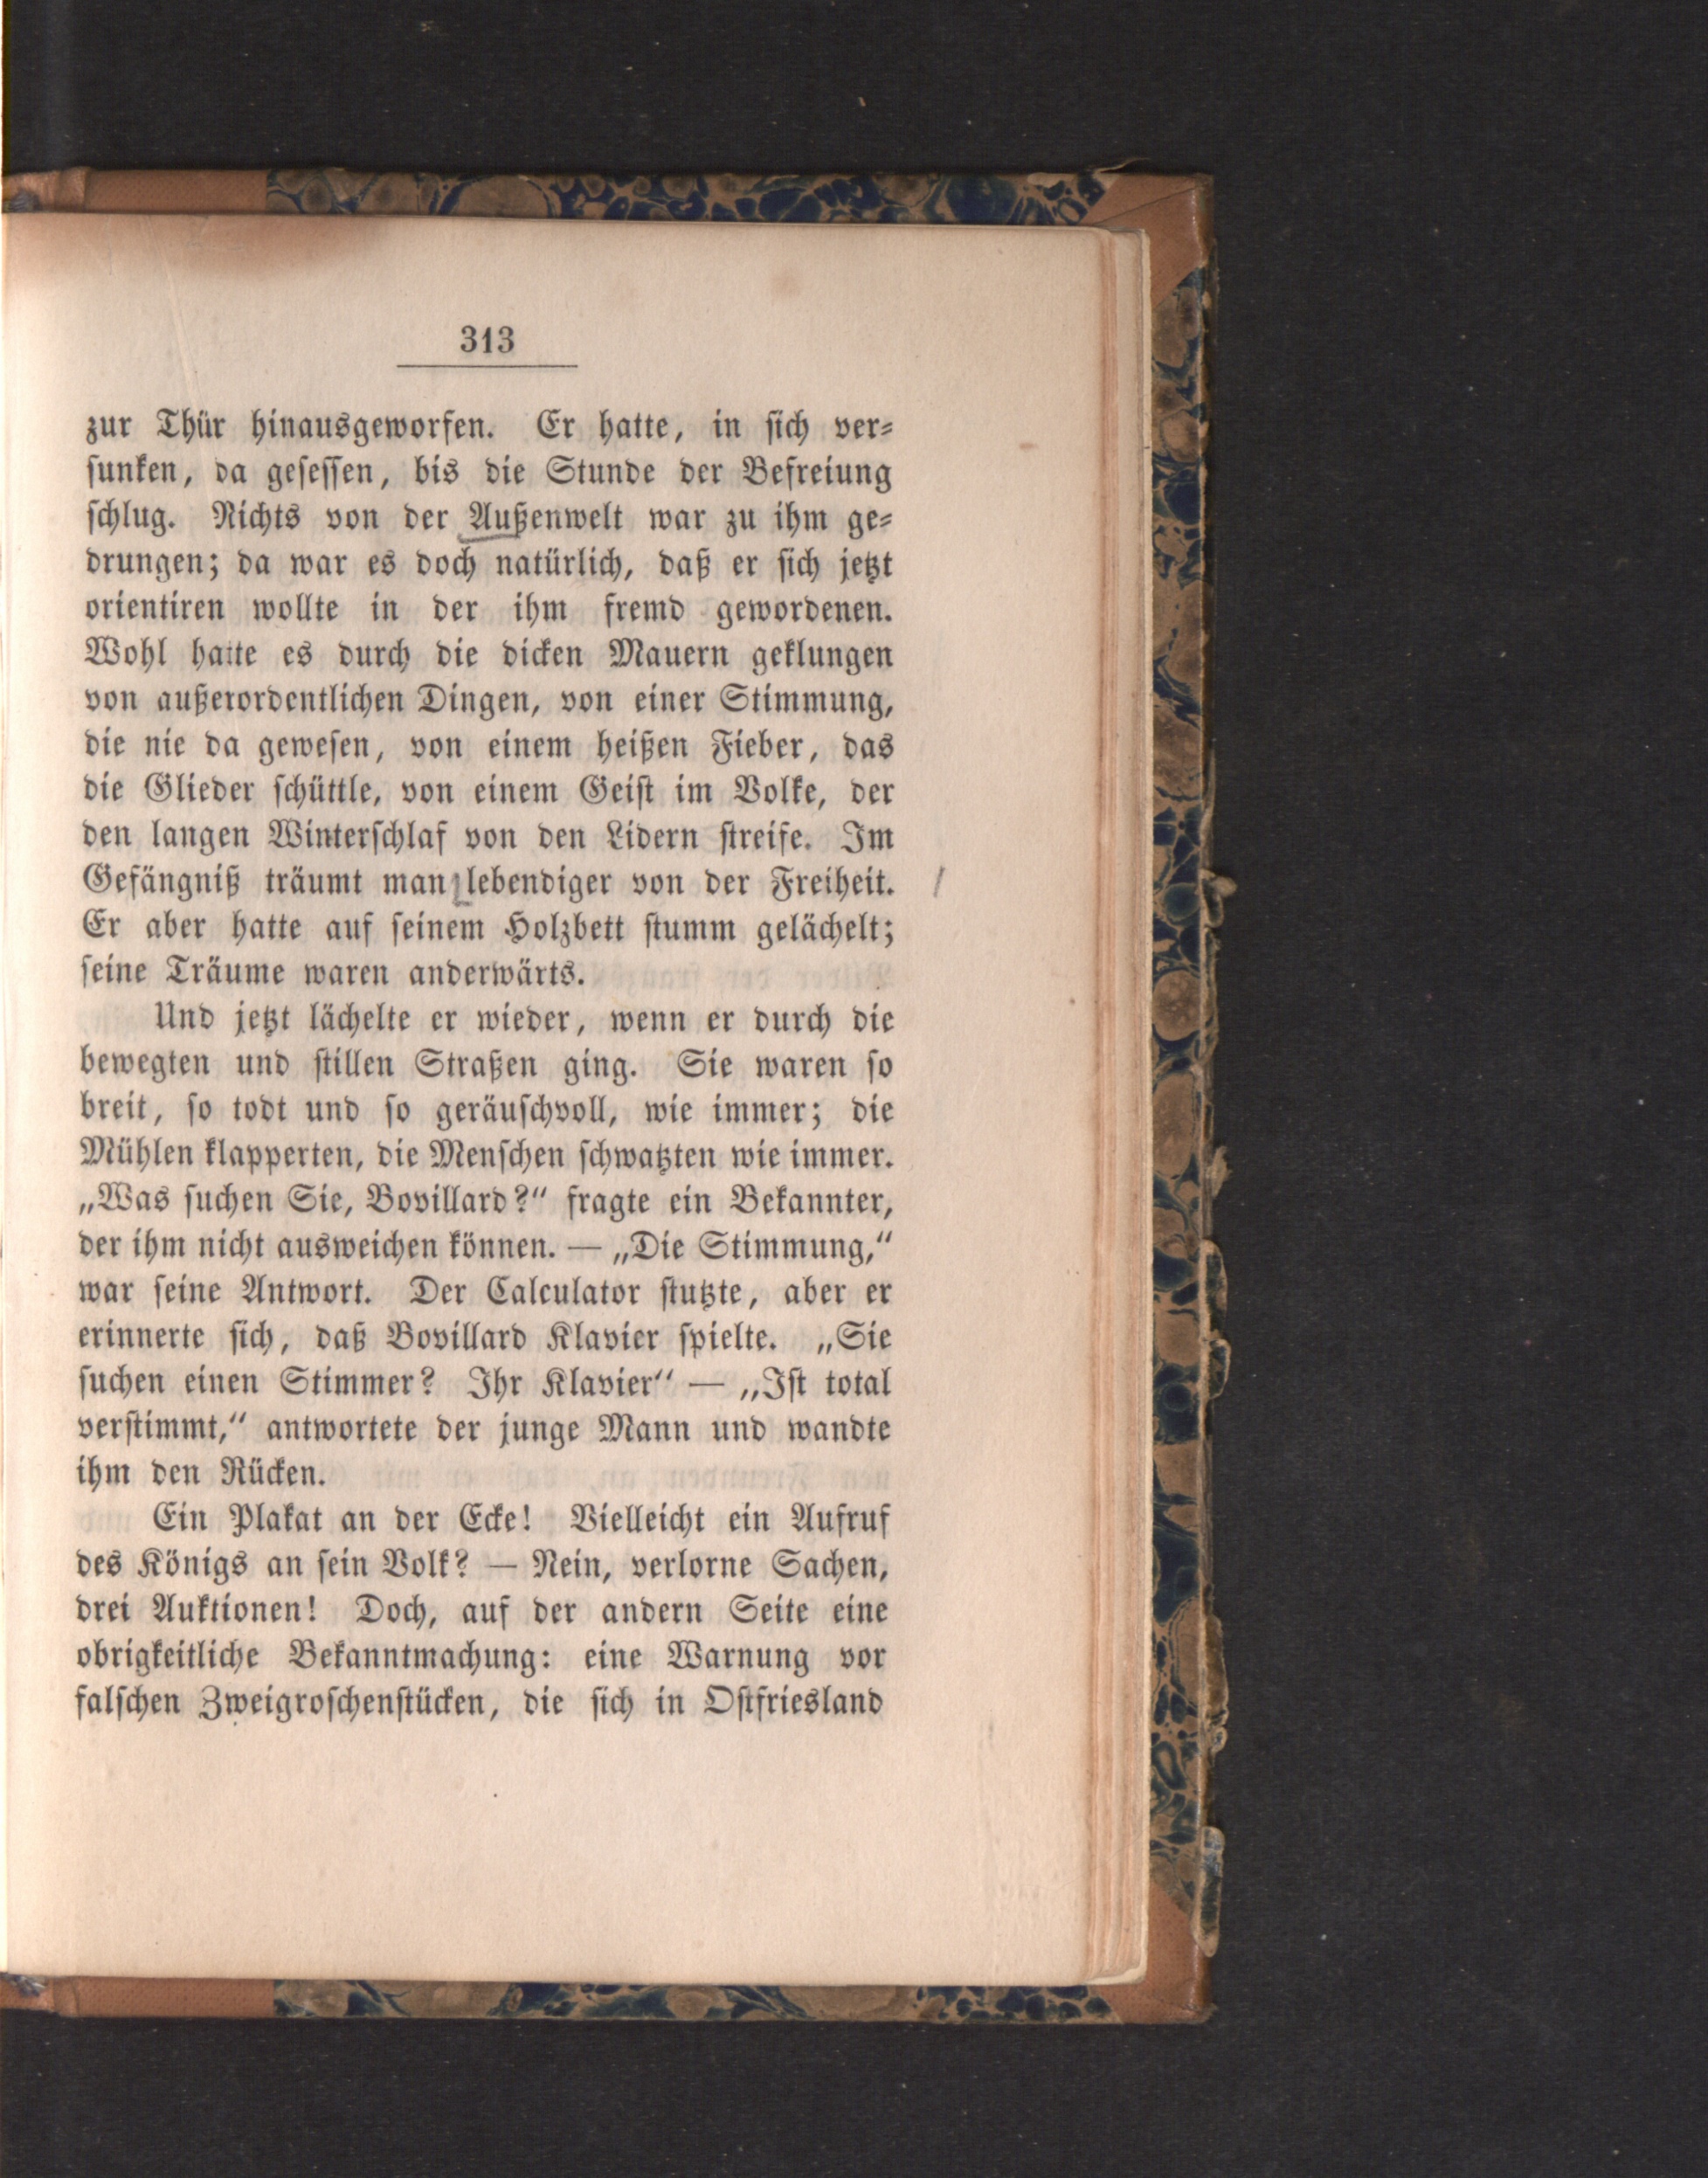 313
zur Thür hinausgeworfen. Er hatte, in sich ver-
sunken, da gesessen, bis die Stunde der Befreiung
schlug. Nichts von der Außenwelt war zu ihm ge-
drungen; da war es doch natürlich, daß er sich jetzt
orientiren wollte in der ihm fremd gewordenen.
Wohl hatte es durch die dicken Mauern geklungen
von außerordentlichen Dingen, von einer Stimmung,
die nie da gewesen, von einem heißen Fieber, das
die Glieder schüttle, von einem Geist im Volke, der
den langen Winterschlaf von den Lidern streife. Im
Gefängniß träumt man lebendiger von der Freiheit.
Er aber hatte auf seinem Holzbett stumm gelächelt;
seine Träume waren anderwärts.
Und jetzt lächelte er wieder, wenn er durch die
bewegten und stillen Straßen ging. Sie waren so
breit, so todt und so geräuschvoll, wie immer; die
Mühlen klapperten, die Menschen schwatzten wie immer.
„Was suchen Sie, Bovillard?“ fragte ein Bekannter,
der ihm nicht ausweichen können. — „Die Stimmung,“
war seine Antwort. Der Calculator stutzte, aber er
erinnerte sich, daß Bovillard Klavier spielte. „Sie
suchen einen Stimmer? Ihr Klavier“ — „Ist total
verstimmt,“ antwortete der junge Mann und wandte
ihm den Rücken.
Ein Plakat an der Ecke! Vielleicht ein Aufruf
des Königs an sein Volk? — Nein, verlorne Sachen,
drei Auktionen! Doch, auf der andern Seite eine
obrigkeitliche Bekanntmachung: eine Warnung vor
falschen Zweigroschenstücken, die sich in Ostfriesland